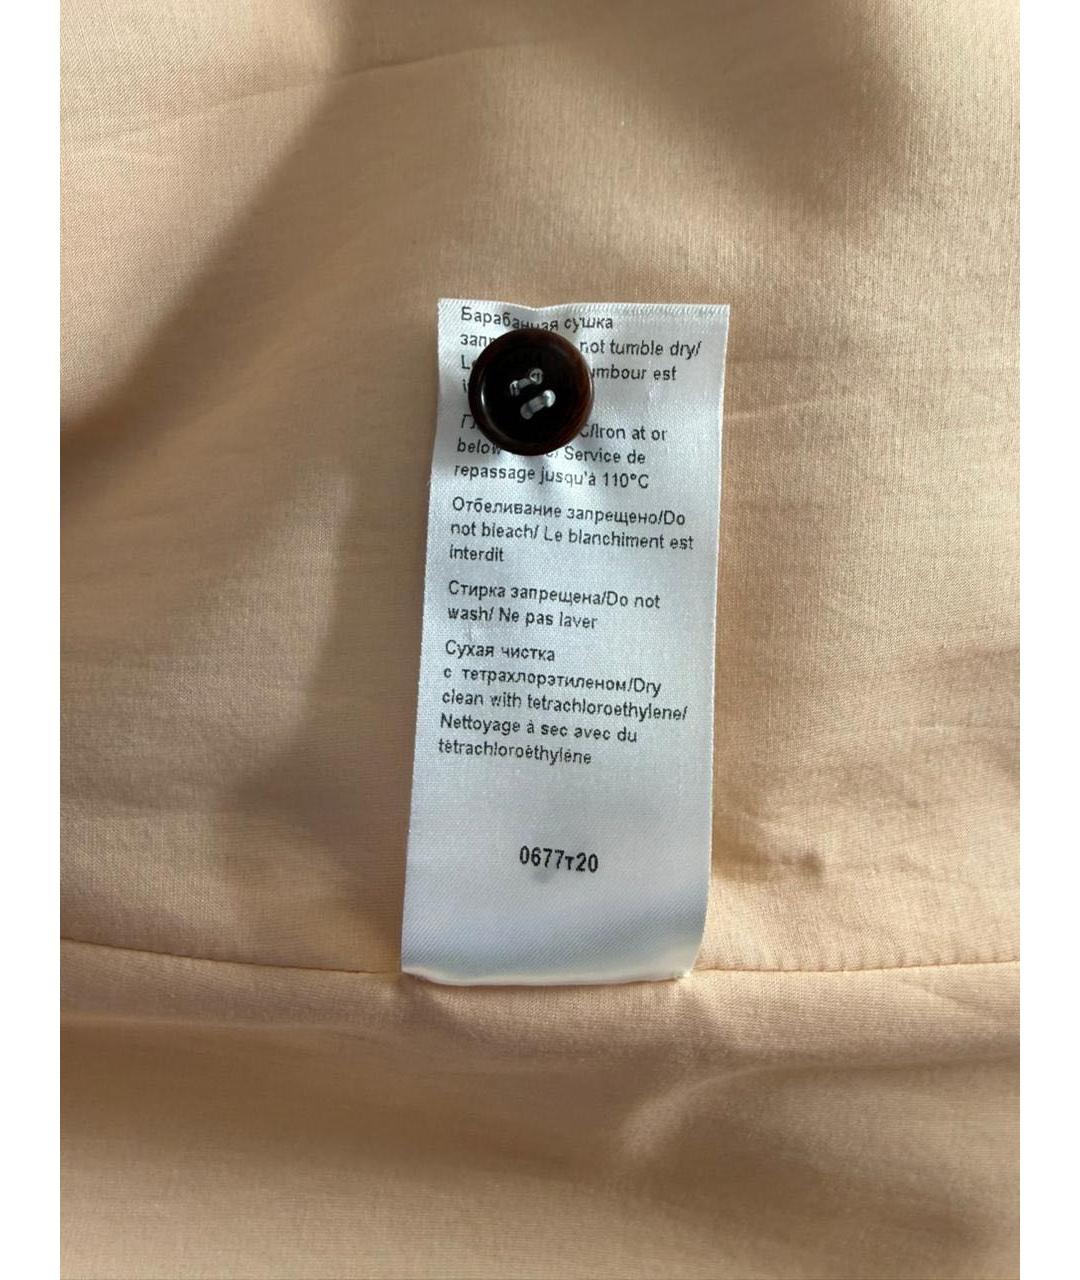 Барабанная сушка
not tumble dry/
est
C/Iron at or
below Service de
repassage jusqu'à 110°C
Отбеливание запрещено/Do
not bleach/ Le blanchiment est
interdit
Стирка запрещена/Do not
wash/ Ne pas laver
Сухая чистка
с тетрахлорэтиленом/Dry
clean with tetrachloroethylene/
Nettoyage à sec avec du
tétrachloroéthylène
0677т20